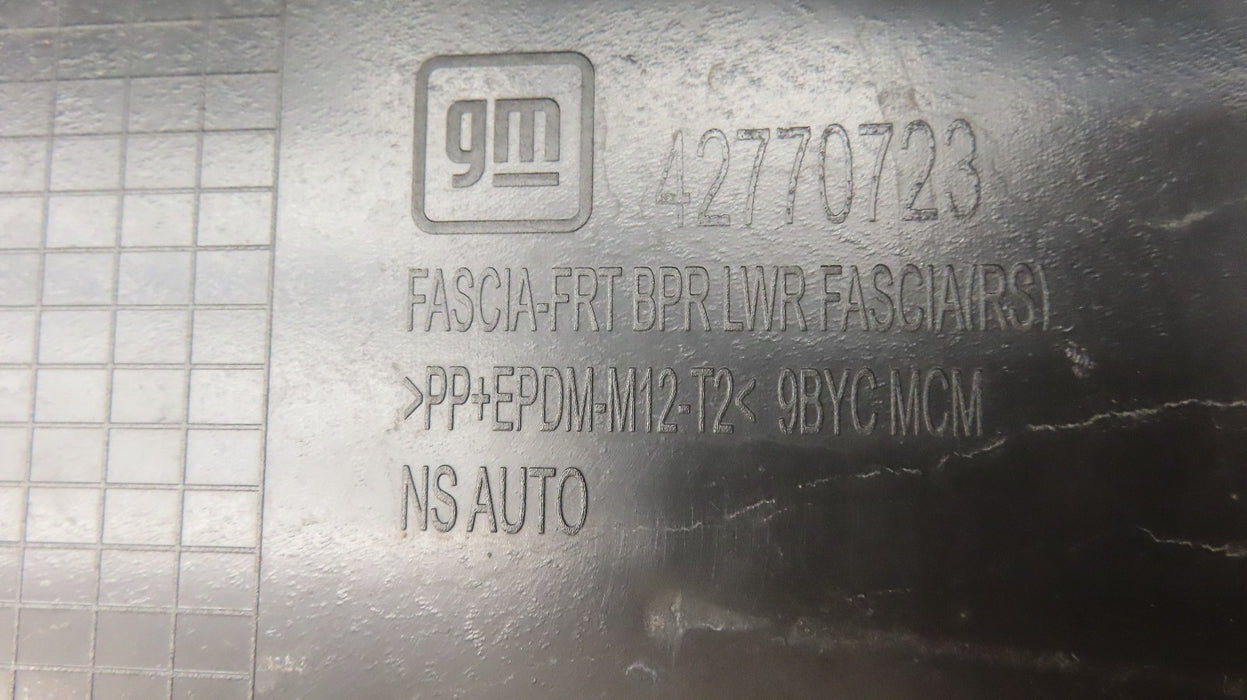 gm
42770723
FASCIA-FRT BPR LWR FASCIA(RS)
>PP+EPDM-M12-T2< 9BYC MCM
NS AUTO